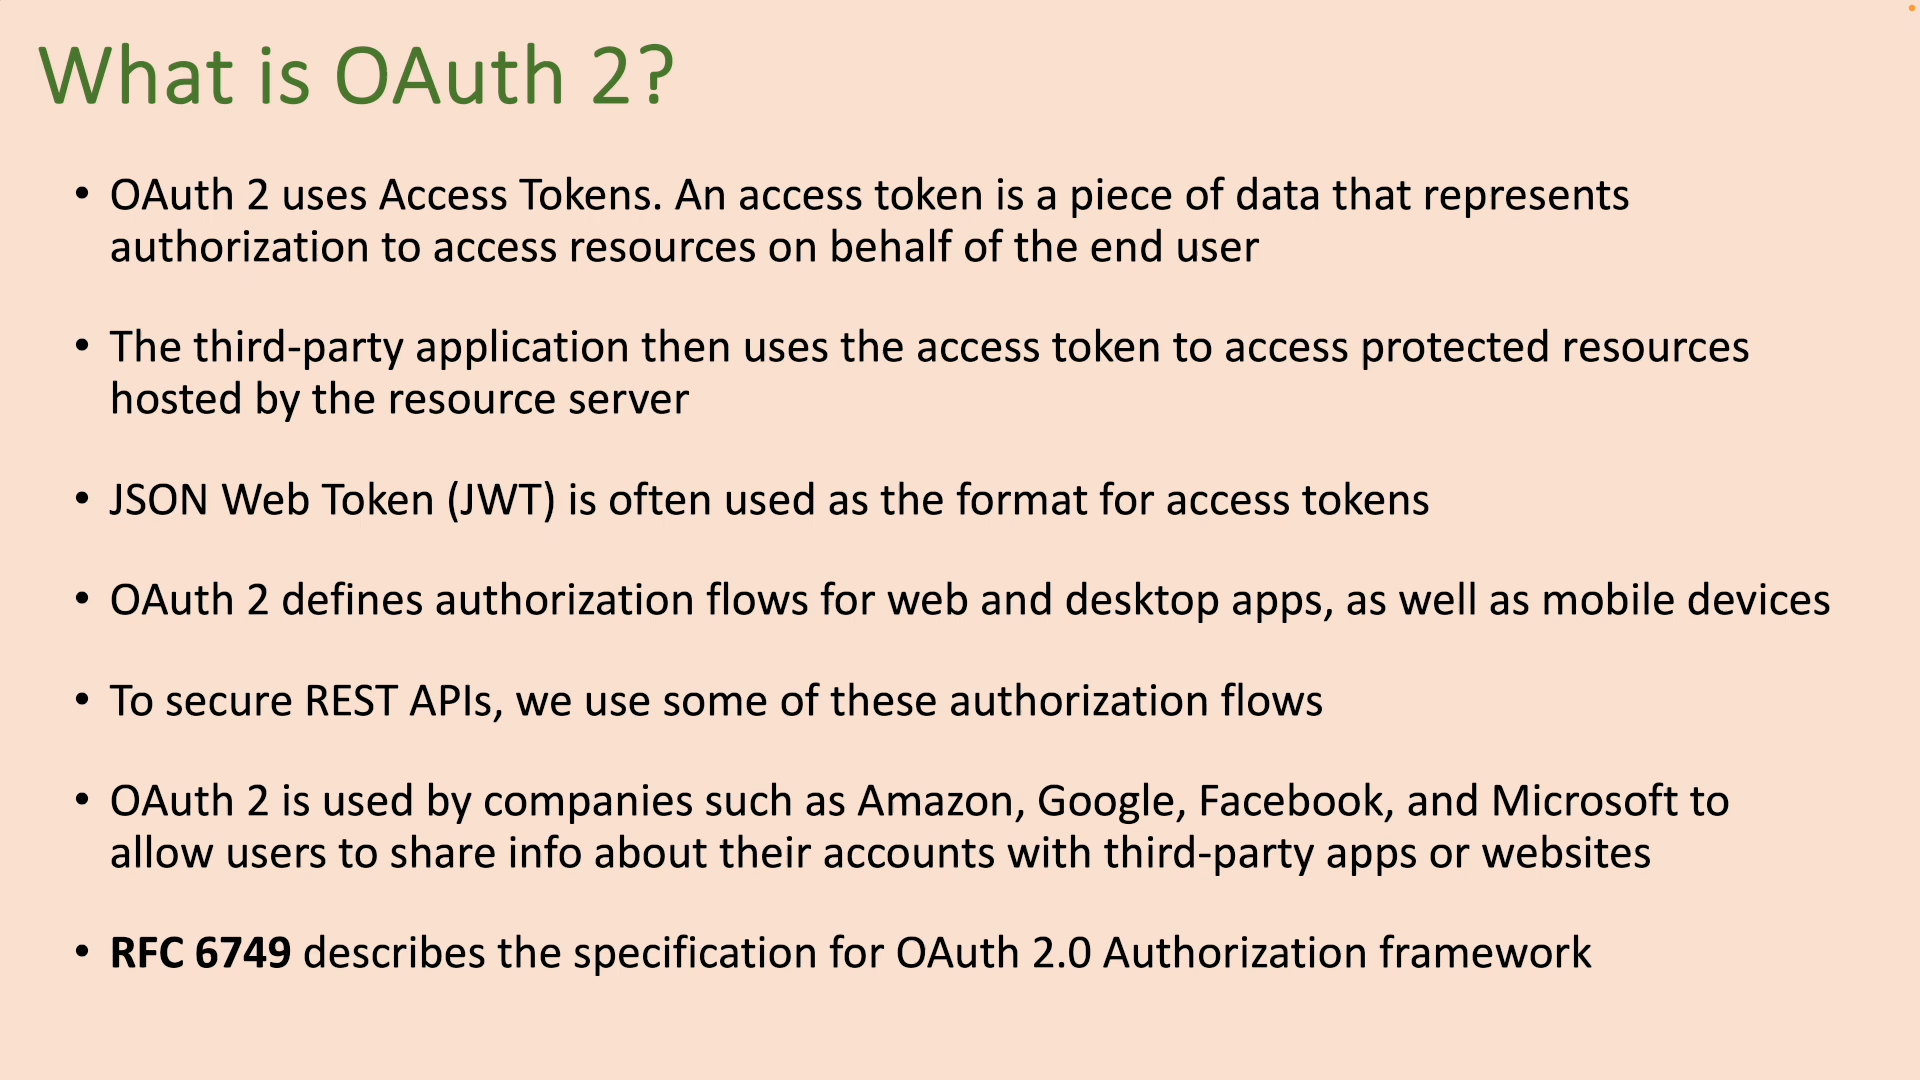 What is OAuth 2?
• OAuth 2 uses Access Tokens. An access token is a piece of data that represents
authorization to access resources on behalf of the end user
• The third-party application then uses the access token to access protected resources
hosted by the resource server
• JSON Web Token (JWT) is often used as the format for access tokens
• OAuth 2 defines authorization flows for web and desktop apps, as well as mobile devices
• To secure REST APIs, we use some of these authorization flows
• OAuth 2 is used by companies such as Amazon, Google, Facebook, and Microsoft to
allow users to share info about their accounts with third-party apps or websites
• RFC 6749 describes the specification for OAuth 2.0 Authorization framework